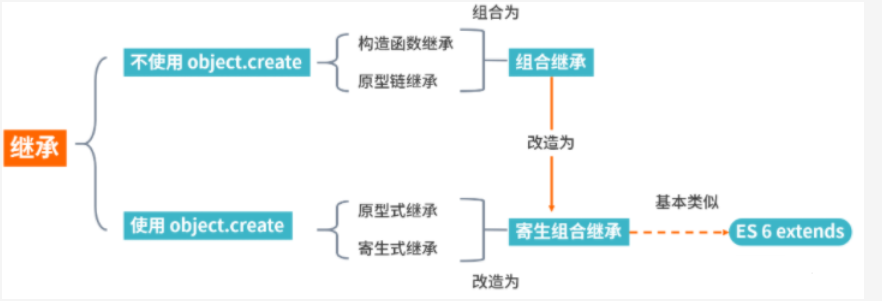 组合为
不使用 object.create
构造函数继承
原型链继承
组合继承
继承
改造为
使用 object.create
原型式继承
寄生式继承
寄生组合继承
基本类似
ES 6 extends
改造为